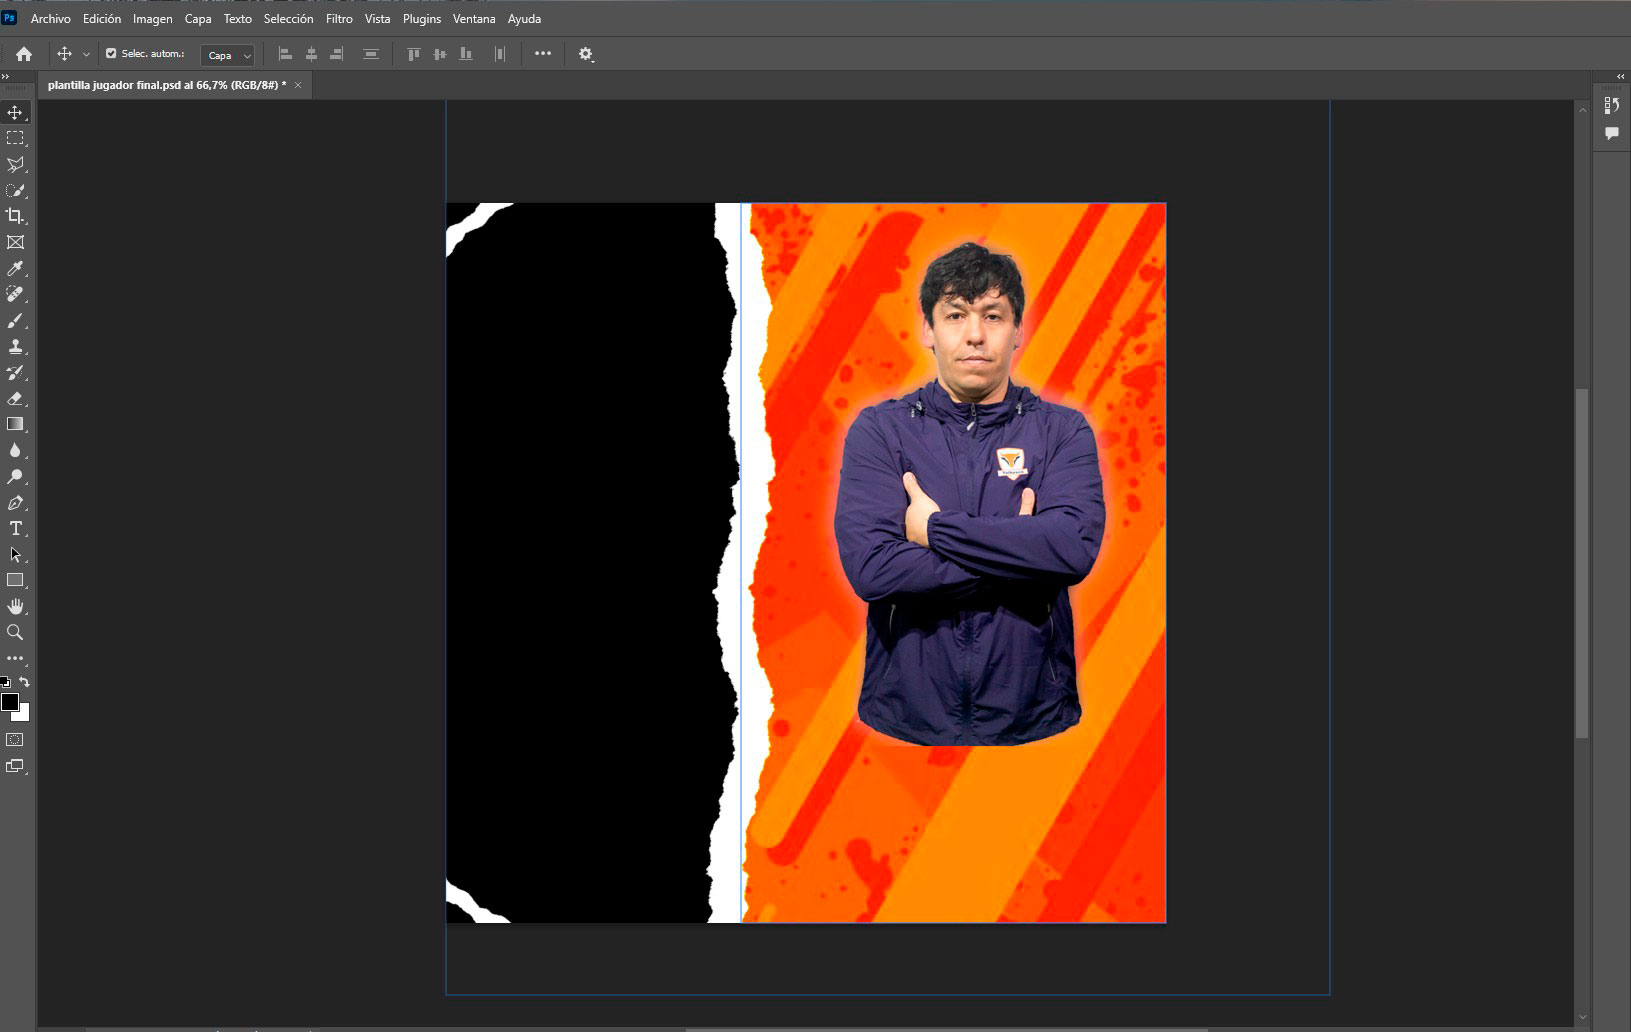 Ps
Archivo Edición Imagen Capa Texto Selección Filtro Vista Plugins Ventana Ayuda
Selec. autom.: Capa
plantilla jugador final.psd al 66,7% (RGB/8#) * ×